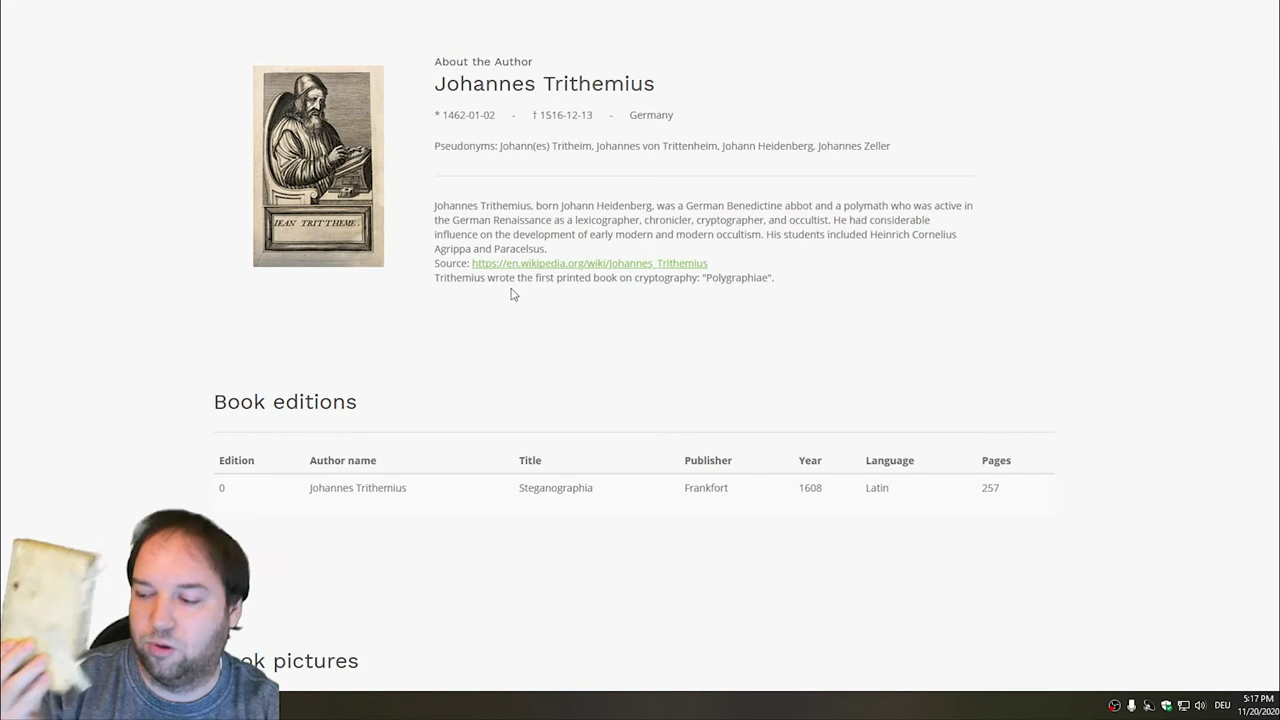 About the Author
Johannes Trithemius
* 1462-01-02 - † 1516-12-13 - Germany
Pseudonyms: Johann(es) Tritheim, Johannes von Trittenheim, Johann Heidenberg, Johannes Zeller
Johannes Trithemius, born Johann Heidenberg, was a German Benedictine abbot and a polymath who was active in
the German Renaissance as a lexicographer, chronicler, cryptographer, and occultist. He had considerable
influence on the development of early modern and modern occultism. His students included Heinrich Cornelius
Agrippa and Paracelsus.
Source: https://en.wikipedia.org/wiki/Johannes_Trithemius
Trithemius wrote the first printed book on cryptography: "Polygraphiae".
IEAN TRITTHEME.
Book editions
Edition Author name Title Publisher Year Language Pages
0 Johannes Trithemius Steganographia Frankfort 1608 Latin 257
ok pictures
DEU
5:17 PM
11/20/2020